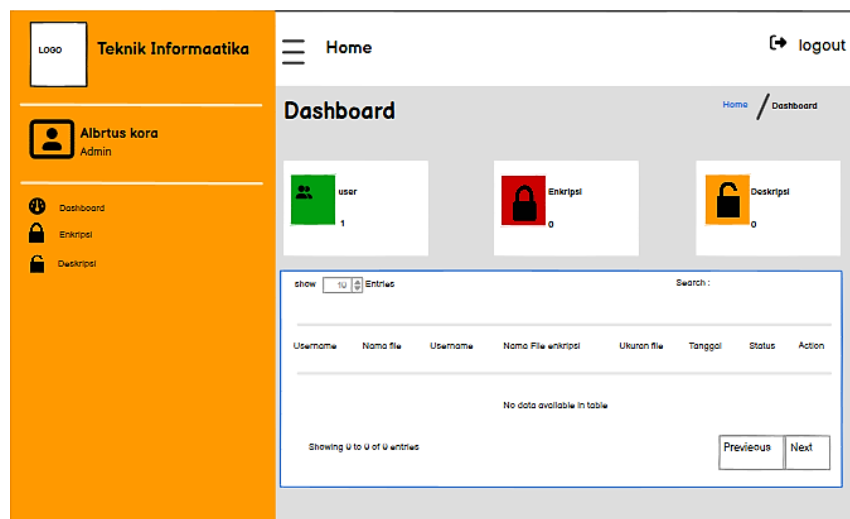 LOGO
Teknik Informaatika
Albrtus kora
Admin
Dashboard
Enkripsi
Deskripsi
Home
logout
Dashboard
Home / Dashboard
user
1
Enkripsi
0
Deskripsi
0
show 10 Entries
Search :
Username Nama file Username Nama File enkripsi Ukuran file Tanggal Status Action
No data available in table
Showing 0 to 0 of 0 entries
Previeous Next